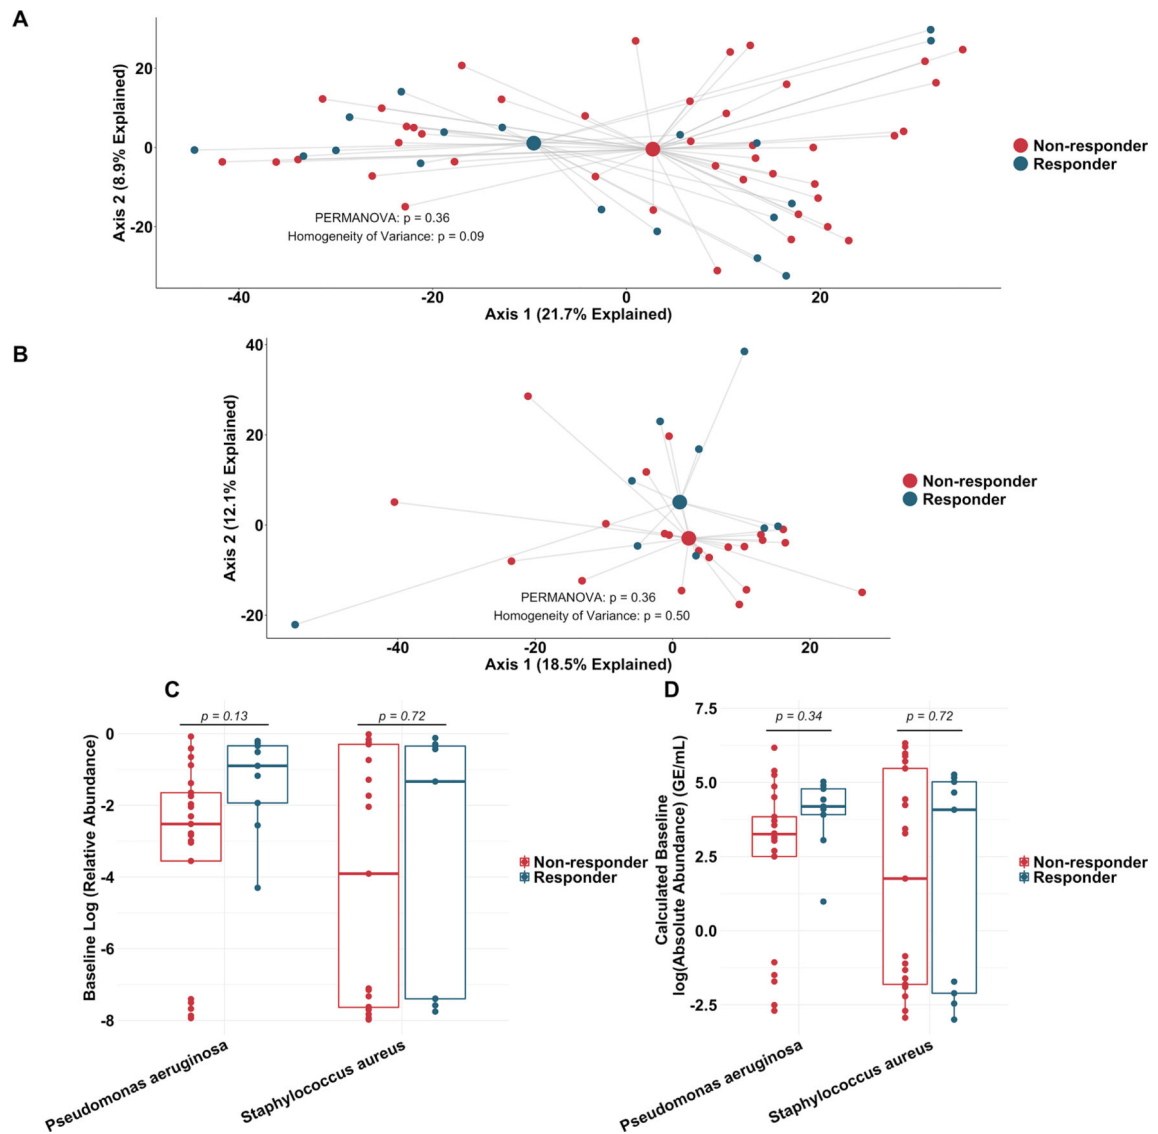 A
Axis 2 (8.9% Explained)
20
0
-20
PERMANOVA: p = 0.36
Homogeneity of Variance: p = 0.09
-40
-20
0
20
Axis 1 (21.7% Explained)
Non-responder
Responder
B
Axis 2 (12.1% Explained)
40
20
0
-20
PERMANOVA: p = 0.36
Homogeneity of Variance: p = 0.50
-40
-20
0
20
Axis 1 (18.5% Explained)
Non-responder
Responder
C
Baseline Log (Relative Abundance)
0
-2
-4
-6
-8
p = 0.13
p = 0.72
Pseudomonas aeruginosa
Staphylococcus aureus
Non-responder
Responder
D
Calculated Baseline
log(Absolute Abundance) (GE/mL)
7.5
5.0
2.5
0.0
-2.5
p = 0.34
p = 0.72
Pseudomonas aeruginosa
Staphylococcus aureus
Non-responder
Responder